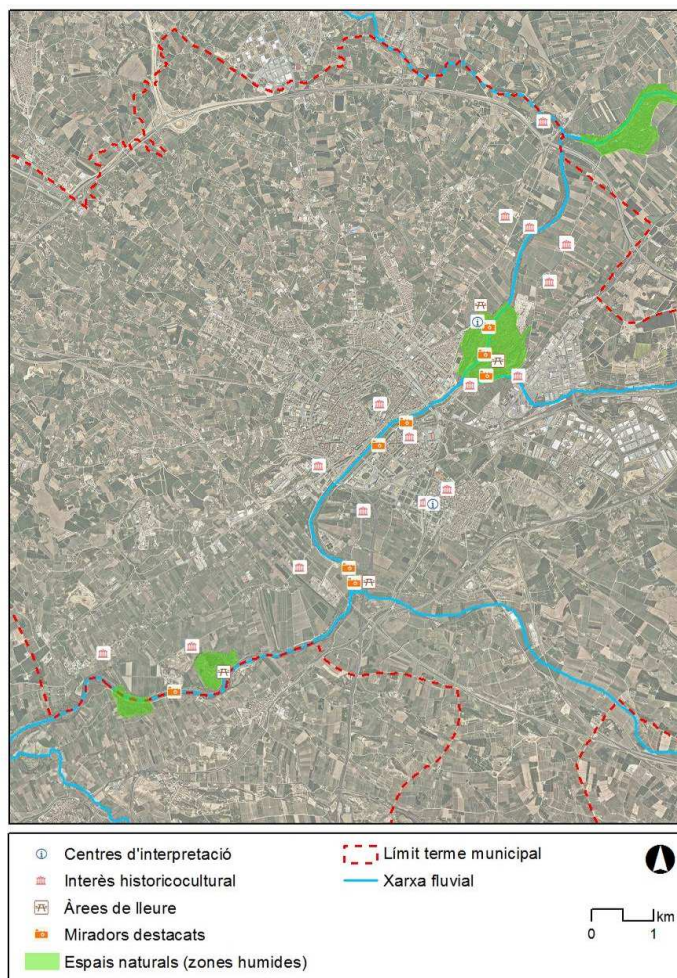 Centres d'interpretació
Interès historicocultural
Àrees de lleure
Miradors destacats
Espais naturals (zones humides)
Límit terme municipal
Xarxa fluvial
km
0 1